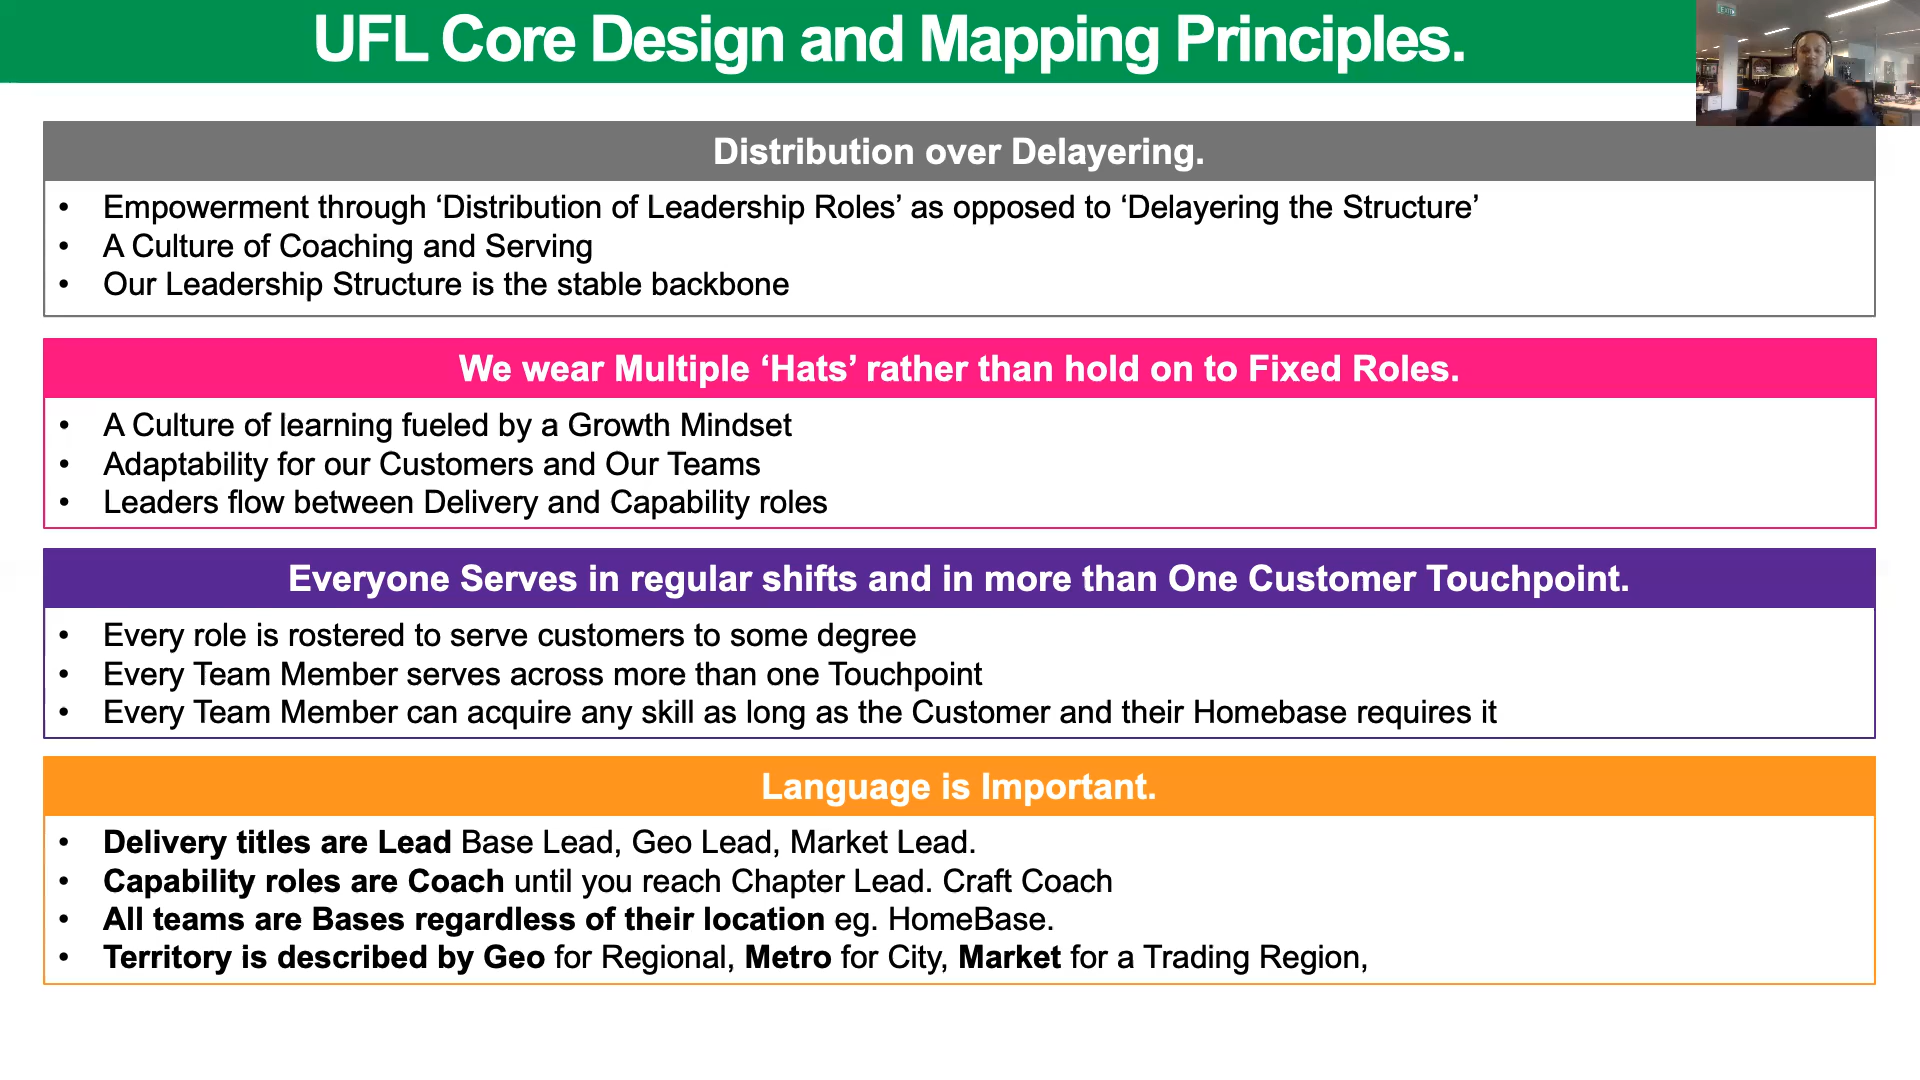 UFL Core Design and Mapping Principles.
EXIT
Distribution over Delayering.
• Empowerment through ‘Distribution of Leadership Roles’ as opposed to ‘Delayering the Structure’
• A Culture of Coaching and Serving
• Our Leadership Structure is the stable backbone
We wear Multiple ‘Hats’ rather than hold on to Fixed Roles.
• A Culture of learning fueled by a Growth Mindset
• Adaptability for our Customers and Our Teams
• Leaders flow between Delivery and Capability roles
Everyone Serves in regular shifts and in more than One Customer Touchpoint.
• Every role is rostered to serve customers to some degree
• Every Team Member serves across more than one Touchpoint
• Every Team Member can acquire any skill as long as the Customer and their Homebase requires it
Language is Important.
• Delivery titles are Lead Base Lead, Geo Lead, Market Lead.
• Capability roles are Coach until you reach Chapter Lead. Craft Coach
• All teams are Bases regardless of their location eg. HomeBase.
• Territory is described by Geo for Regional, Metro for City, Market for a Trading Region,